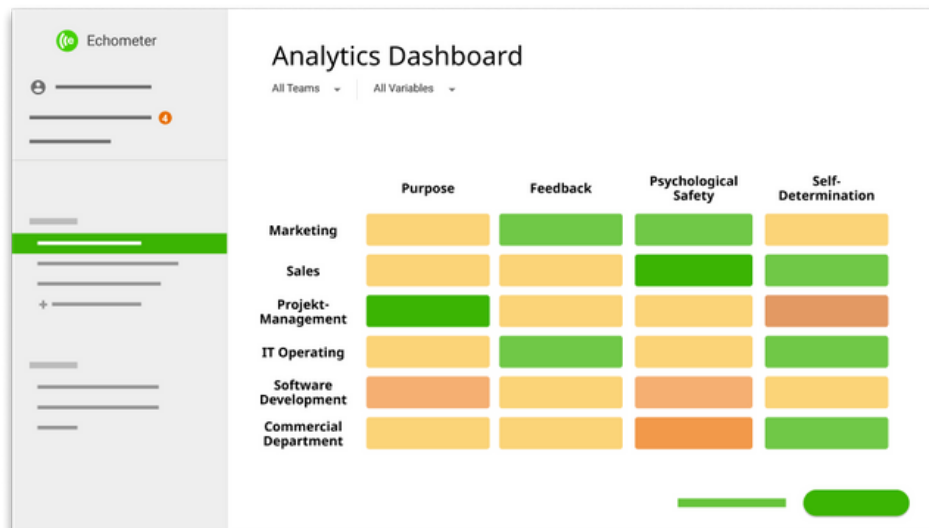 Echometer
4
Analytics Dashboard
All Teams All Variables
Purpose Feedback Psychological Safety Self-Determination
Marketing
Sales
Projekt-
Management
IT Operating
Software
Development
Commercial
Department